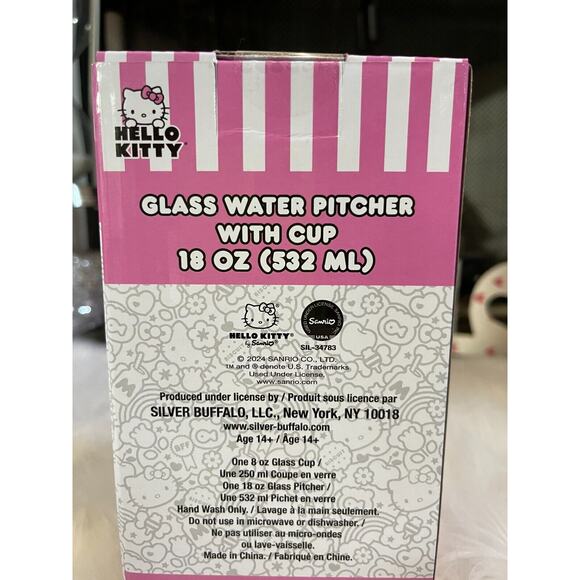 HELLO
KITTY
GLASS WATER PITCHER
WITH CUP
18 OZ (532 ML)
HELLO KITTY
by Sanrio
Sanrio
USA
SIL-34783
© 2024 SANRIO CO., LTD.
TM and ® denote U.S. Trademarks
Used Under License.
www.sanrio.com
Produced under license by / Produit sous licence par
SILVER BUFFALO, LLC., New York, NY 10018
www.silver-buffalo.com
Age 14+ / Âge 14+
One 8 oz Glass Cup /
Une 250 ml Coupe en verre
One 18 oz Glass Pitcher /
Une 532 ml Pichet en verre
Hand Wash Only. / Lavage à la main seulement.
Do not use in microwave or dishwasher. /
Ne pas utiliser au micro-ondes
ou lave-vaisselle.
Made in China. / Fabriqué en Chine.
BFF